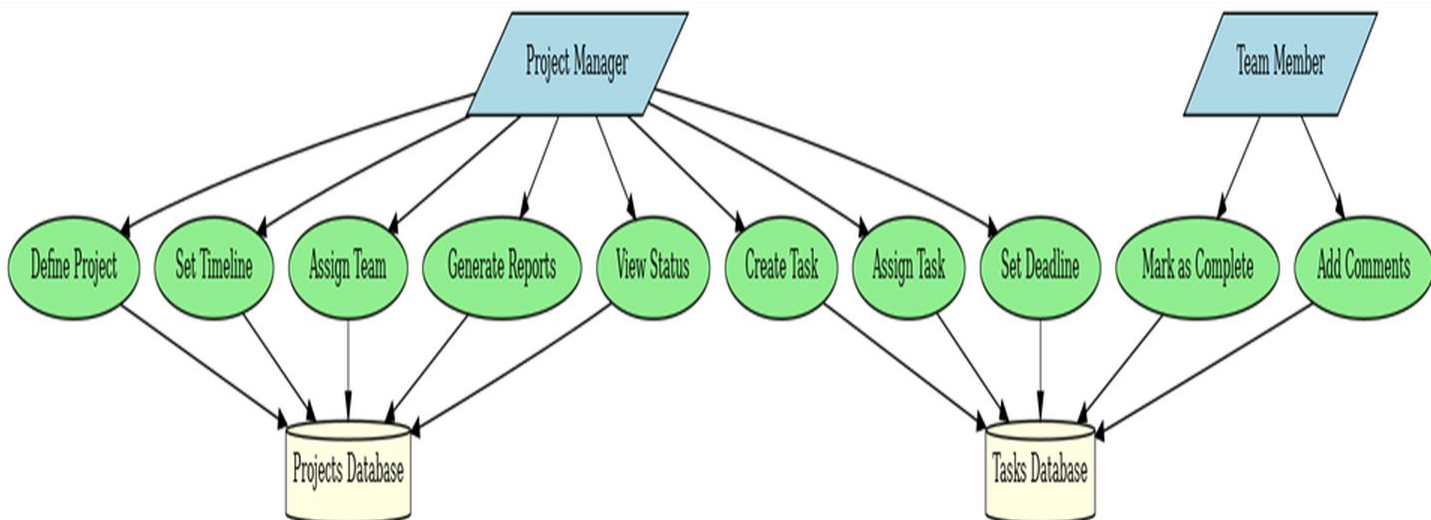 Project Manager
Team Member
Define Project
Set Timeline
Assign Team
Generate Reports
View Status
Create Task
Assign Task
Set Deadline
Mark as Complete
Add Comments
Projects Database
Tasks Database